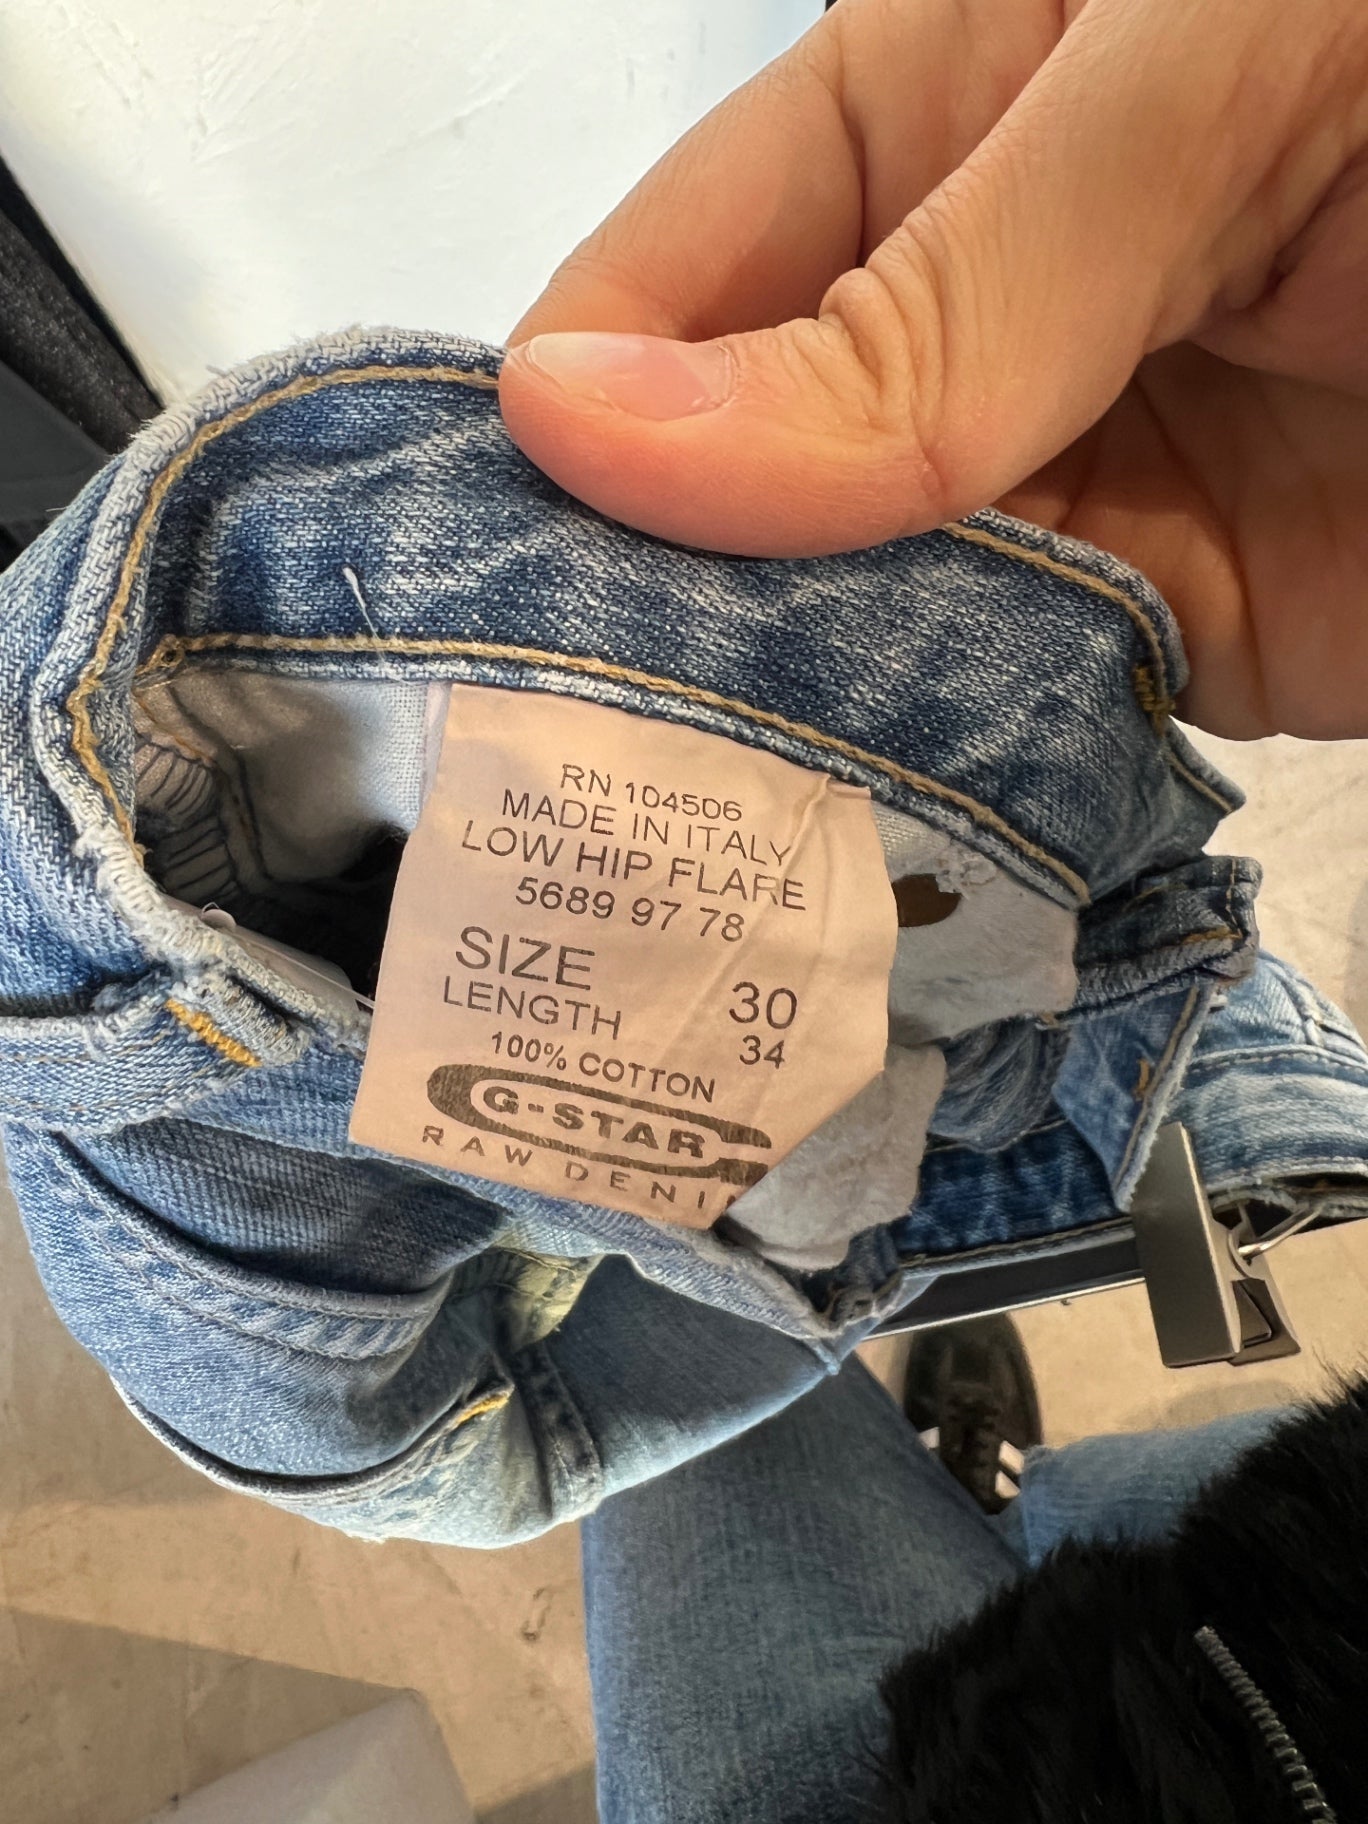 RN 104506
MADE IN ITALY
LOW HIP FLARE
5689 97 78
SIZE 30
LENGTH 34
100% COTTON
G-STAR
RAW DENI